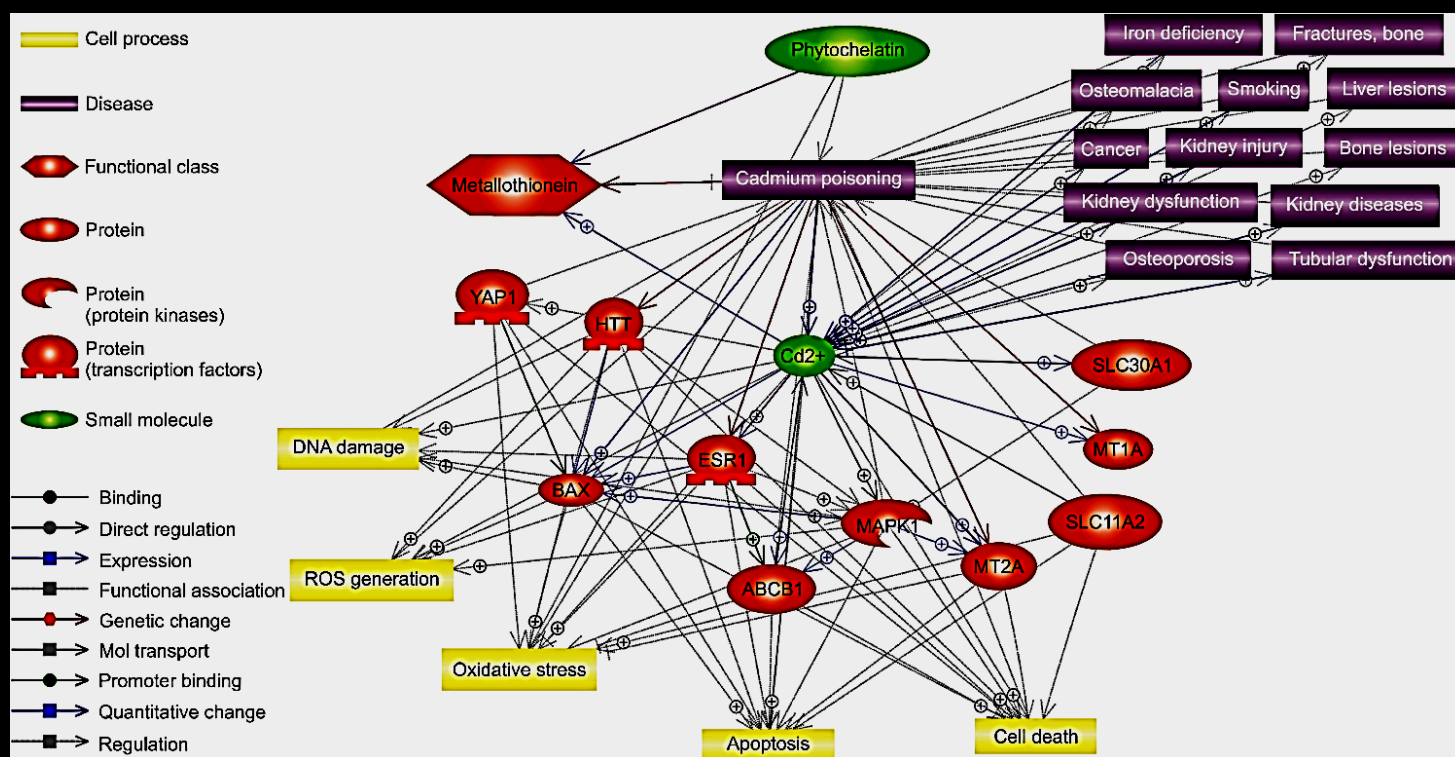 Cell process
Disease
Functional class
Protein
Protein
(protein kinases)
Protein
(transcription factors)
Small molecule
Binding
Direct regulation
Expression
Functional association
Genetic change
Mol transport
Promoter binding
Quantitative change
Regulation
Phytochelatin
Iron deficiency
Fractures, bone
Osteomalacia
Smoking
Liver lesions
Cancer
Kidney injury
Bone lesions
Metallothionein
Cadmium poisoning
Kidney dysfunction
Kidney diseases
Osteoporosis
Tubular dysfunction
YAP1
HTT
Cd2+
SLC30A1
DNA damage
ESR1
MT1A
BAX
MAPK1
SLC11A2
ROS generation
ABCB1
MT2A
Oxidative stress
Apoptosis
Cell death